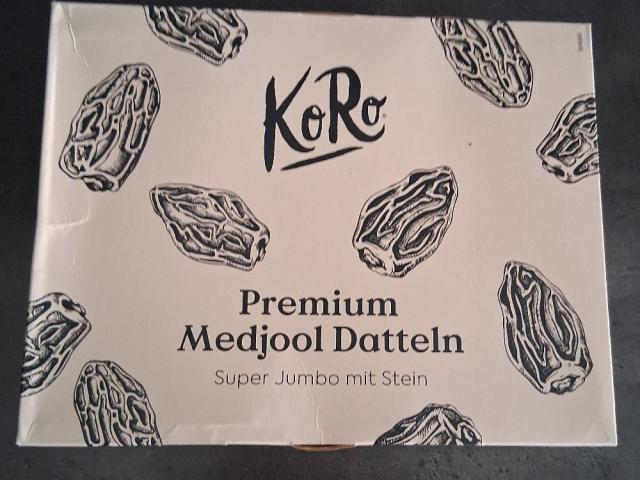 KoRo
Premium
Medjool Datteln
Super Jumbo mit Stein